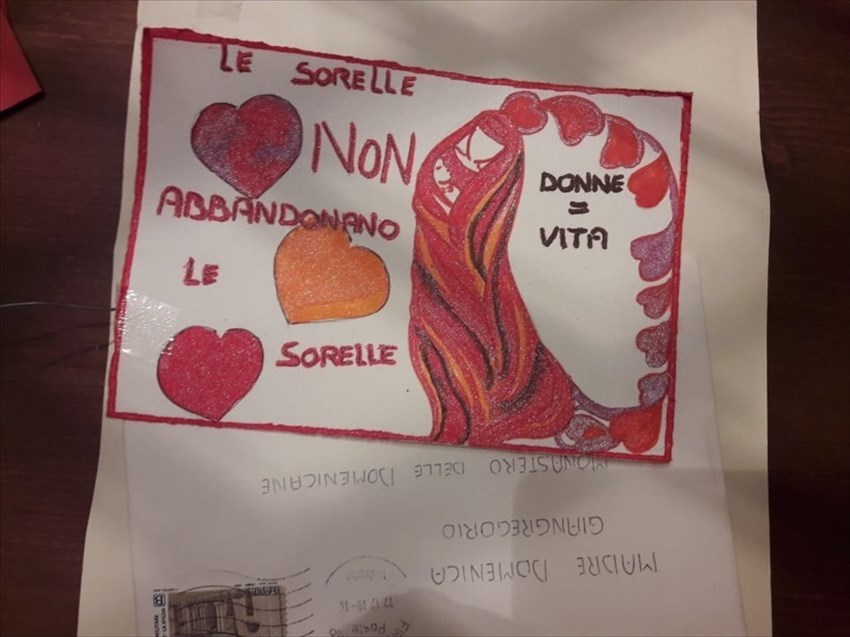 LE SORELLE
NON
ABBANDONANO
LE
SORELLE
DONNE
=
VITA
MADRE DOMENICA
GIANGREGORIO
MONASTERO DELLE DOMENICANE